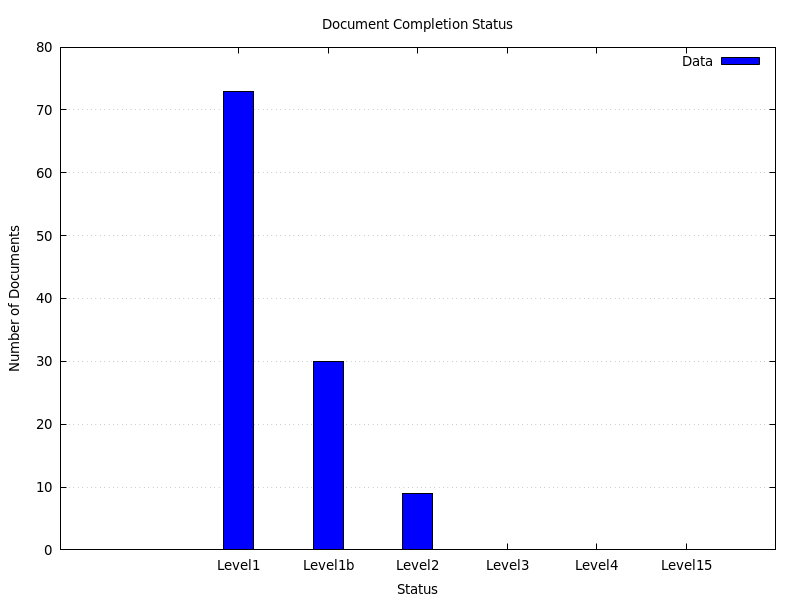 Document Completion Status
Data
80
70
60
50
40
30
20
10
0
Number of Documents
Level1 Level1b Level2 Level3 Level4 Level15
Status